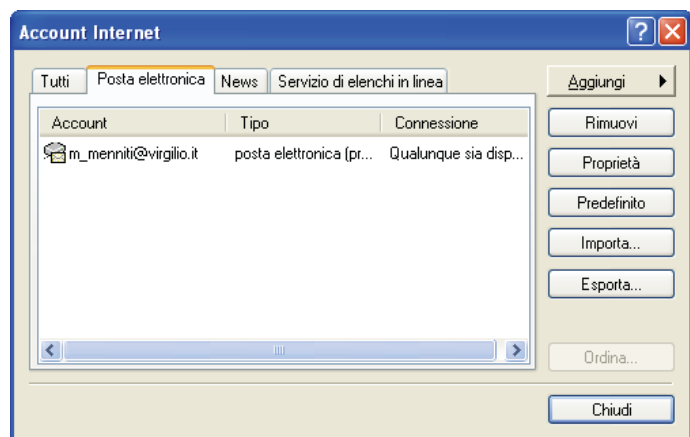 Account Internet
Tutti Posta elettronica News Servizio di elenchi in linea
Account Tipo Connessione
m_menniti@virgilio.it posta elettronica (pr... Qualunque sia disp...
Aggiungi
Rimuovi
Proprietà
Predefinito
Importa...
Esporta...
Ordina...
Chiudi